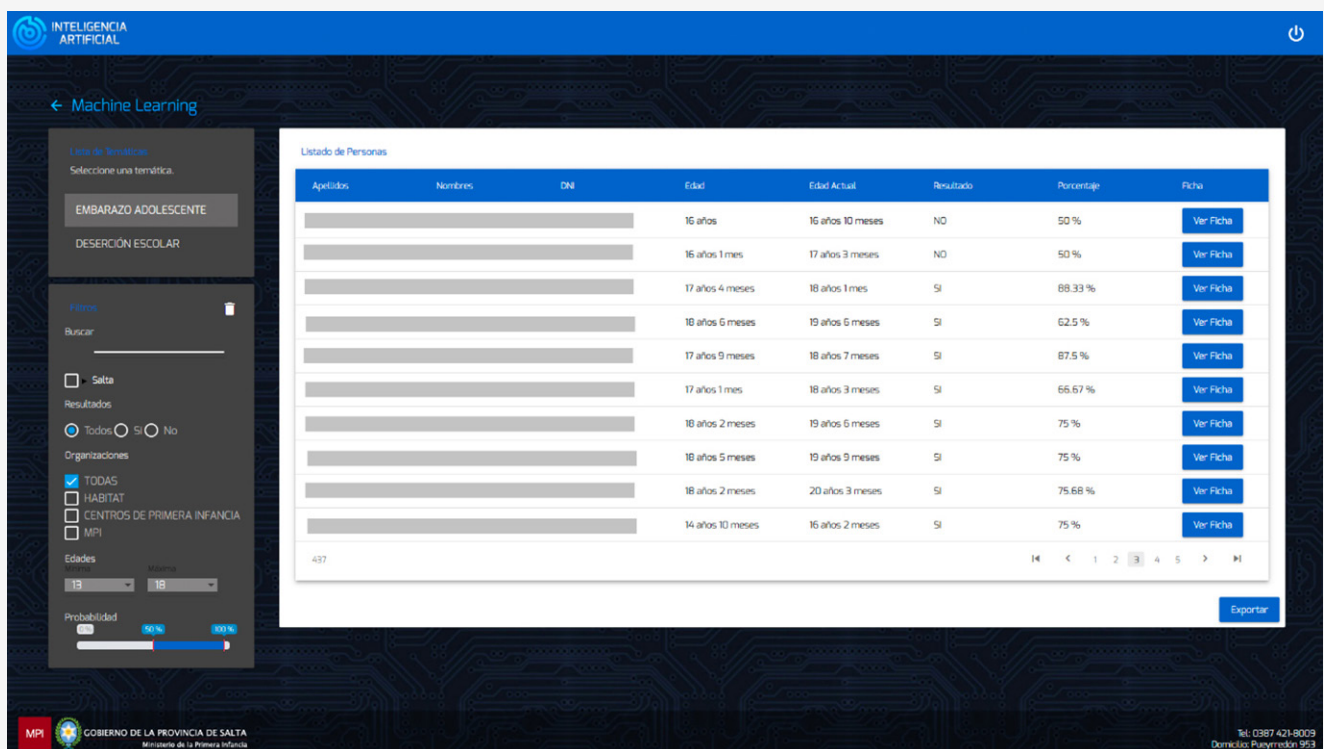 INTELIGENCIA
ARTIFICIAL
← Machine Learning
Lista de Temáticas
Seleccione una temática.
EMBARAZO ADOLESCENTE
DESERCIÓN ESCOLAR
Filtros
Buscar
Salta
Resultados
Todos SI No
Organizaciones
TODAS
HABITAT
CENTROS DE PRIMERA INFANCIA
MPI
Edades
Mínima Máxima
13 18
Probabilidad
0 % 50 % 100 %
Listado de Personas
Apellidos Nombres DNI Edad Edad Actual Resultado Porcentaje Ficha
16 años 16 años 10 meses NO 50 % Ver Ficha
16 años 1 mes 17 años 3 meses NO 50 % Ver Ficha
17 años 4 meses 18 años 1 mes SI 88.33 % Ver Ficha
18 años 6 meses 19 años 6 meses SI 62.5 % Ver Ficha
17 años 9 meses 18 años 7 meses SI 87.5 % Ver Ficha
17 años 1 mes 18 años 3 meses SI 66.67 % Ver Ficha
18 años 2 meses 19 años 6 meses SI 75 % Ver Ficha
18 años 5 meses 19 años 9 meses SI 75 % Ver Ficha
18 años 2 meses 20 años 3 meses SI 75.68 % Ver Ficha
14 años 10 meses 16 años 2 meses SI 75 % Ver Ficha
437 1 2 3 4 5
Exportar
MPI
GOBIERNO DE LA PROVINCIA DE SALTA
Ministerio de la Primera Infancia
Tel: 0387 421-8009
Domicilio: Pueyrredón 953